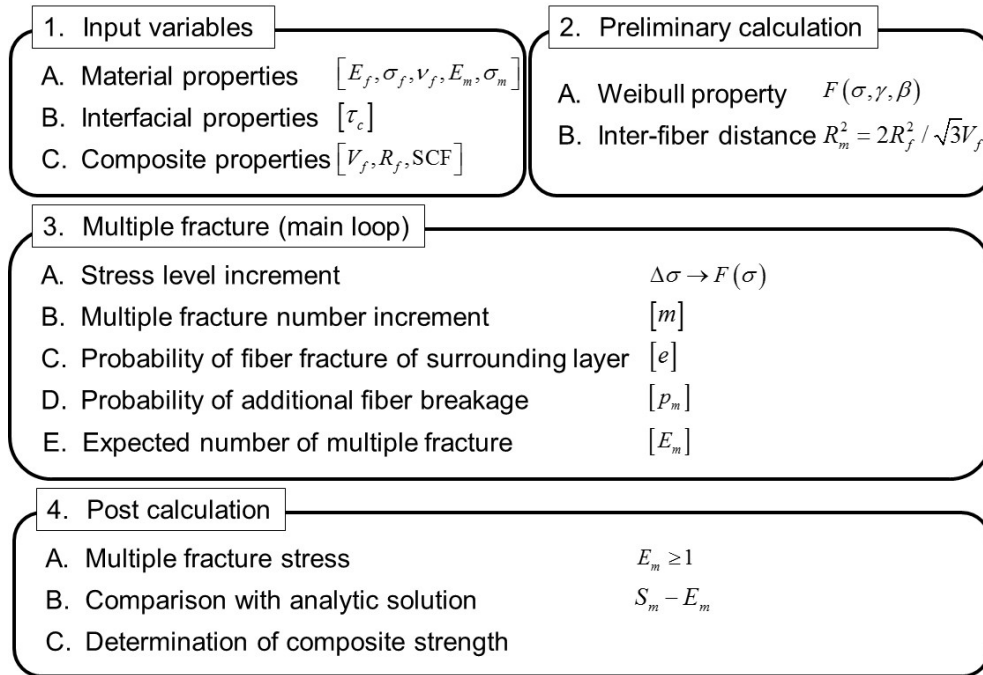 1. Input variables
A. Material properties [E_f, σ_f, ν_f, E_m, σ_m]
B. Interfacial properties [τ_c]
C. Composite properties [V_f, R_f, SCF]
2. Preliminary calculation
A. Weibull property F(σ,γ,β)
B. Inter-fiber distance R_m^2 = 2R_f^2 / √3V_f
3. Multiple fracture (main loop)
A. Stress level increment Δσ → F(σ)
B. Multiple fracture number increment [m]
C. Probability of fiber fracture of surrounding layer [e]
D. Probability of additional fiber breakage [p_m]
E. Expected number of multiple fracture [E_m]
4. Post calculation
A. Multiple fracture stress E_m ≥ 1
B. Comparison with analytic solution S_m − E_m
C. Determination of composite strength